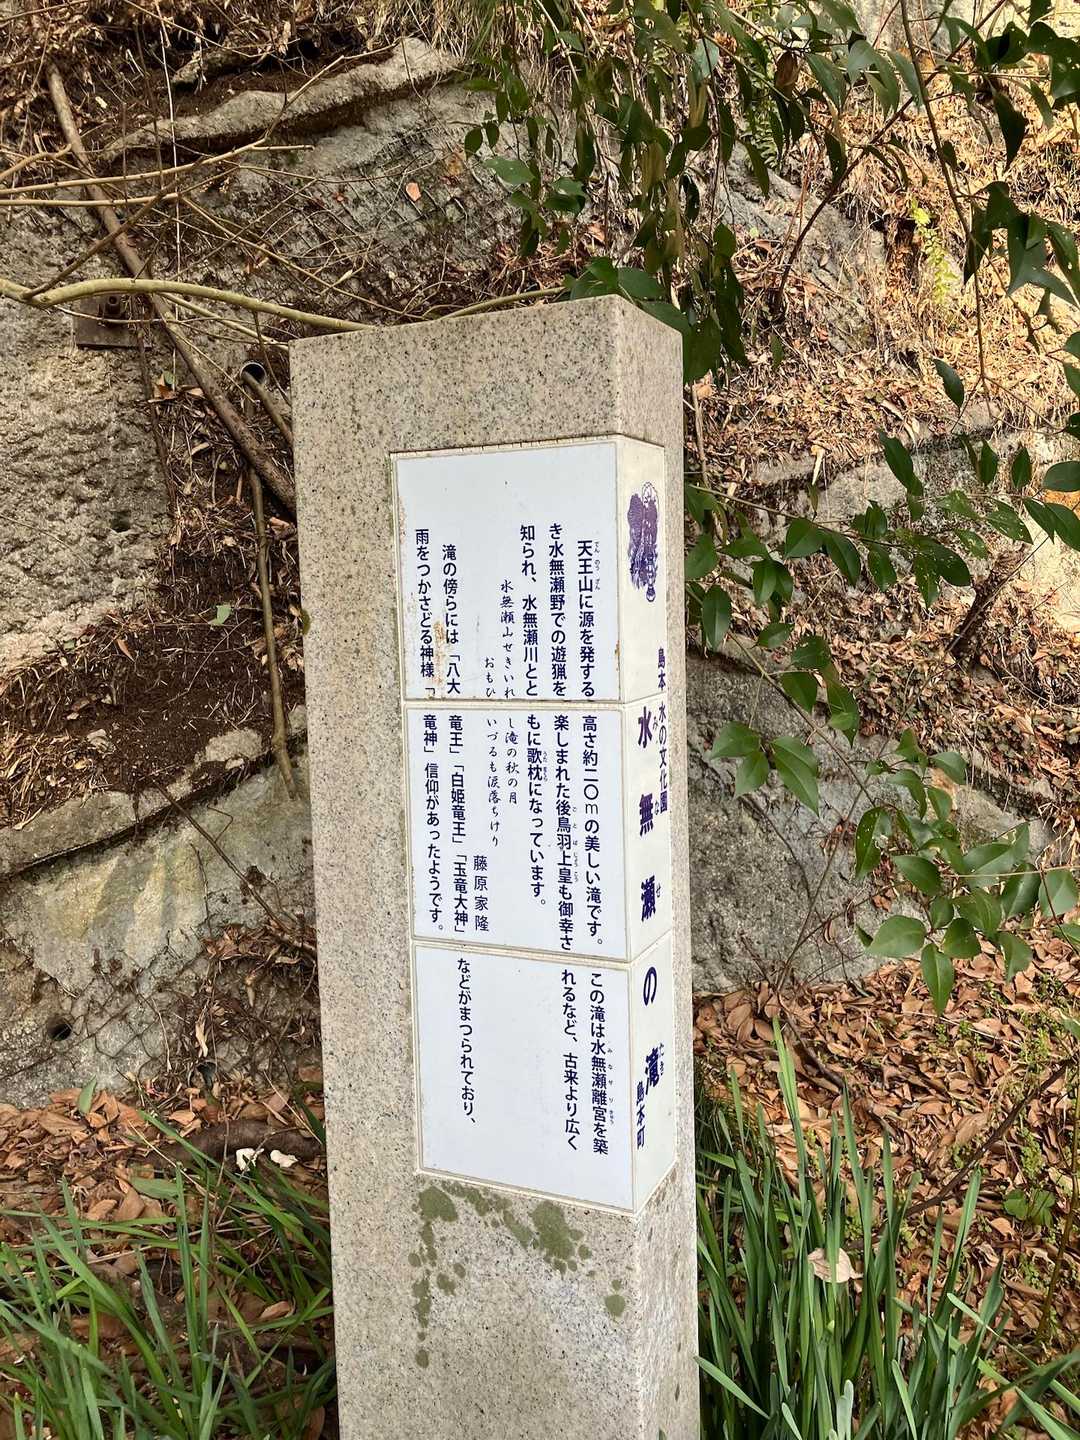 島本 水の文化園
水無瀬の滝
島本町
天王山に源を発する高さ約二〇mの美しい滝です。この滝は水無瀬離宮を築
き水無瀬野での遊猟を楽しまれた後鳥羽上皇も御幸されるなど、古来より広く
知られ、水無瀬川とともに歌枕になっています。
水無瀬山せきいれし滝の秋の月
おもひいづるも涙落ちけり
藤原家隆
滝の傍らには「八大竜王」「白姫竜王」「玉竜大神」などがまつられており、
雨をつかさどる神様「竜神」信仰があったようです。